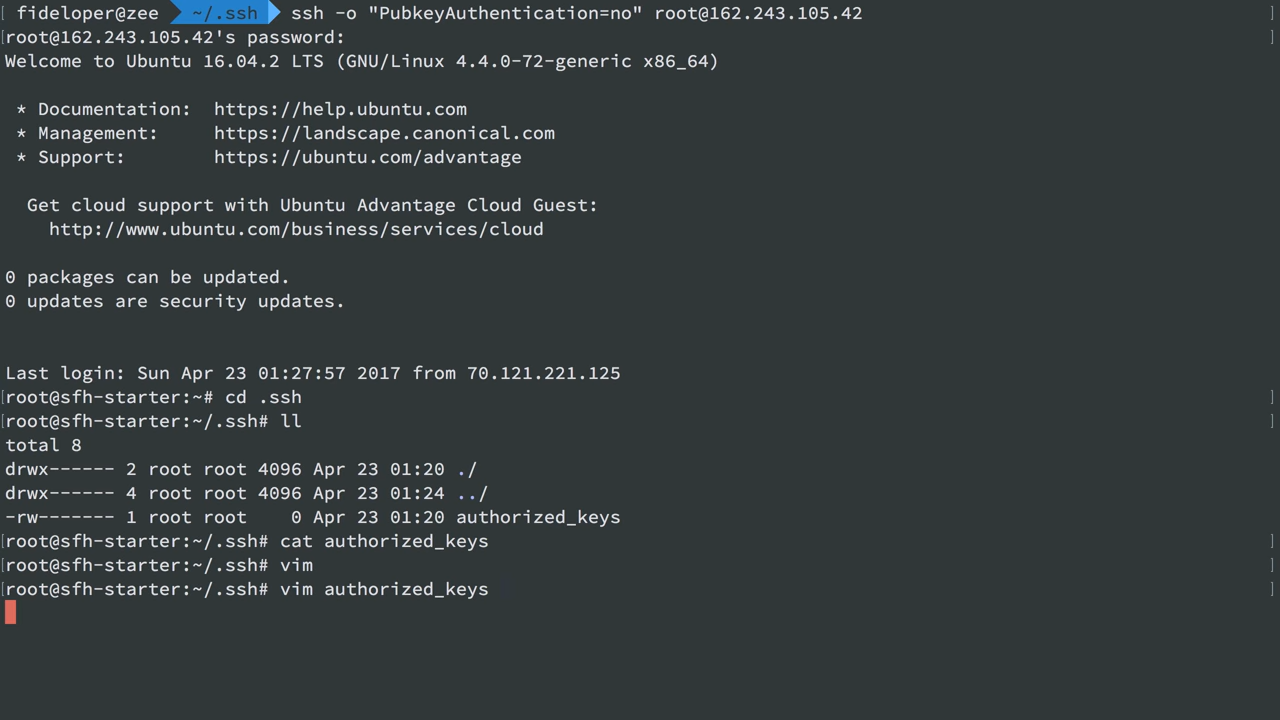 [ fideloper@zee ~/.ssh ssh -o "PubkeyAuthentication=no" root@162.243.105.42 ]
[root@162.243.105.42's password: ]
Welcome to Ubuntu 16.04.2 LTS (GNU/Linux 4.4.0-72-generic x86_64)
* Documentation: https://help.ubuntu.com
* Management: https://landscape.canonical.com
* Support: https://ubuntu.com/advantage
Get cloud support with Ubuntu Advantage Cloud Guest:
http://www.ubuntu.com/business/services/cloud
0 packages can be updated.
0 updates are security updates.
Last login: Sun Apr 23 01:27:57 2017 from 70.121.221.125
[root@sfh-starter:~# cd .ssh ]
[root@sfh-starter:~/.ssh# ll ]
total 8
drwx------ 2 root root 4096 Apr 23 01:20 ./
drwx------ 4 root root 4096 Apr 23 01:24 ../
-rw------- 1 root root 0 Apr 23 01:20 authorized_keys
[root@sfh-starter:~/.ssh# cat authorized_keys ]
[root@sfh-starter:~/.ssh# vim ]
[root@sfh-starter:~/.ssh# vim authorized_keys ]